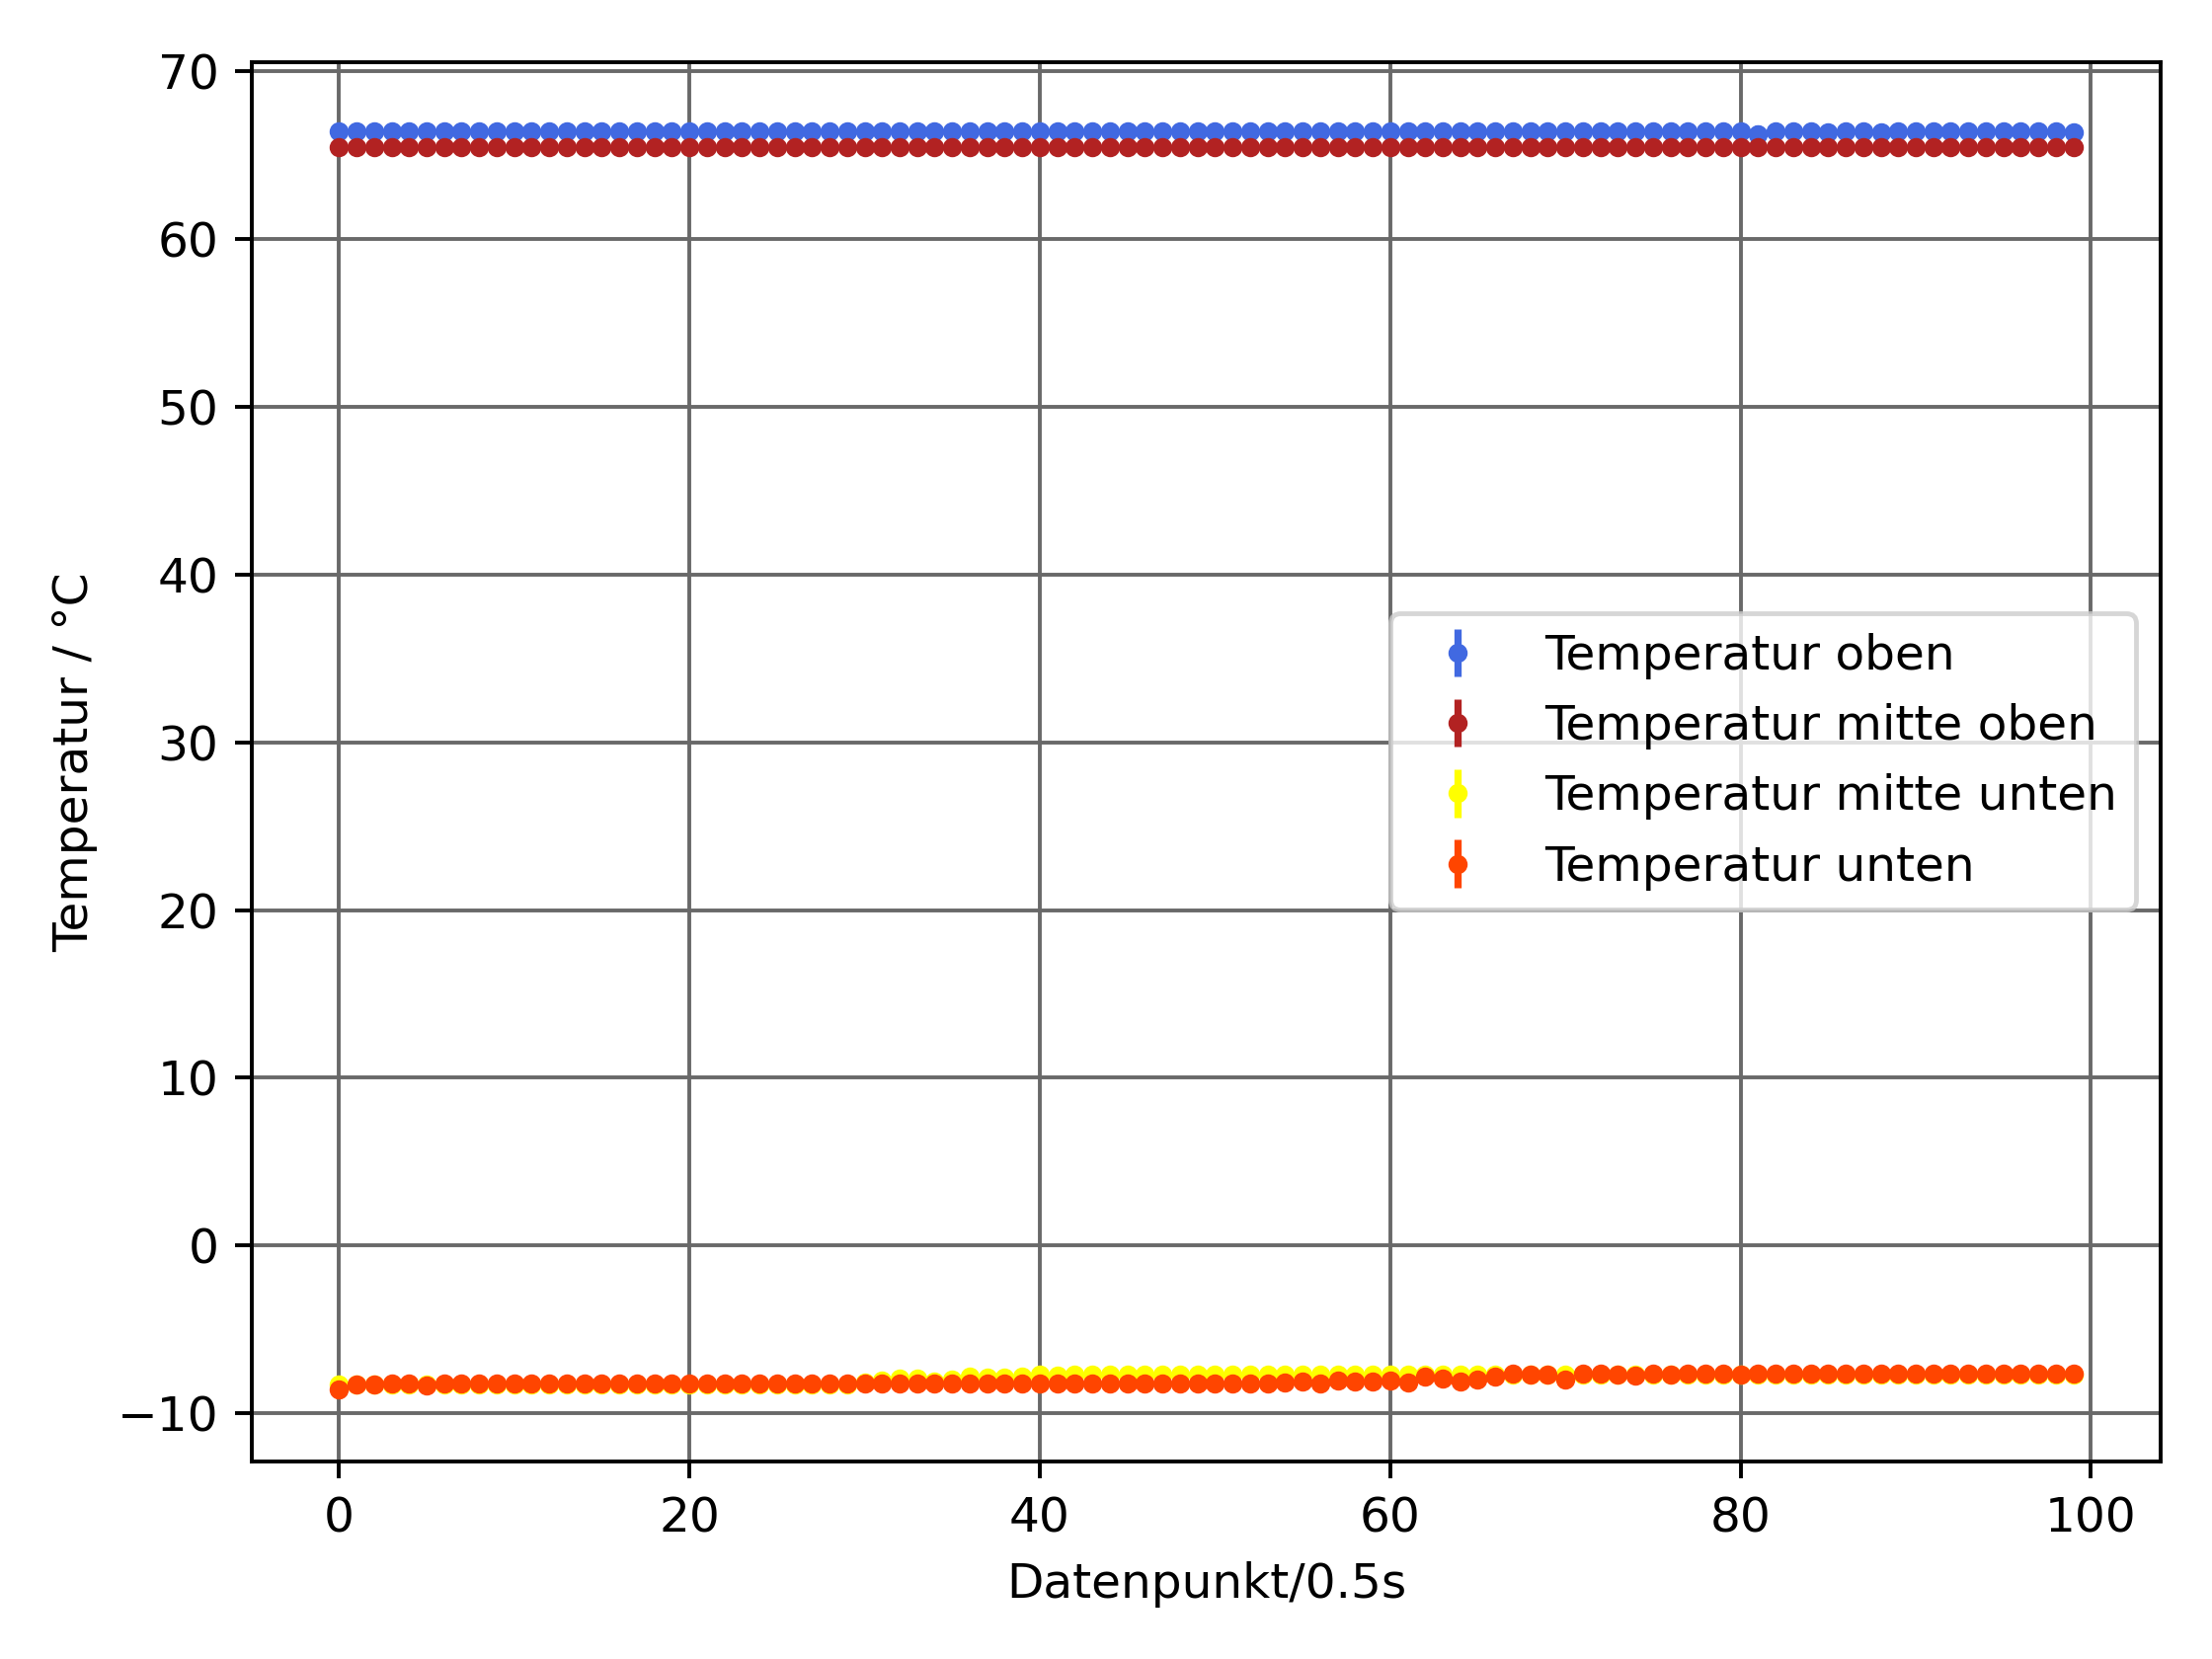 70
60
50
40
30
20
10
0
−10
Temperatur / °C
Temperatur oben
Temperatur mitte oben
Temperatur mitte unten
Temperatur unten
0 20 40 60 80 100
Datenpunkt/0.5s